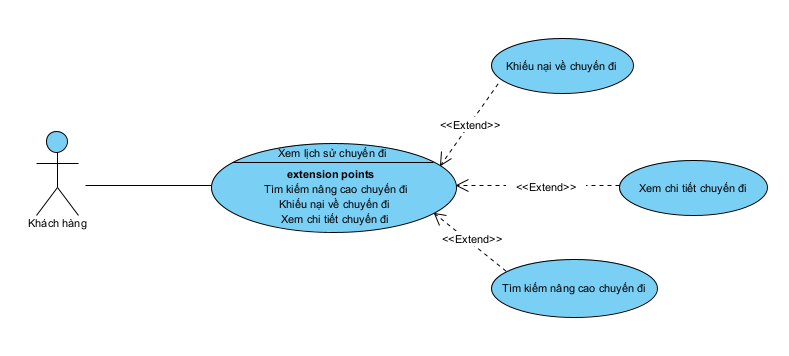 Khiếu nại về chuyến đi
<<Extend>>
Xem lịch sử chuyến đi
extension points
Tìm kiếm nâng cao chuyến đi
Khiếu nại về chuyến đi
Xem chi tiết chuyến đi
<<Extend>>
Xem chi tiết chuyến đi
Khách hàng
<<Extend>>
Tìm kiếm nâng cao chuyến đi